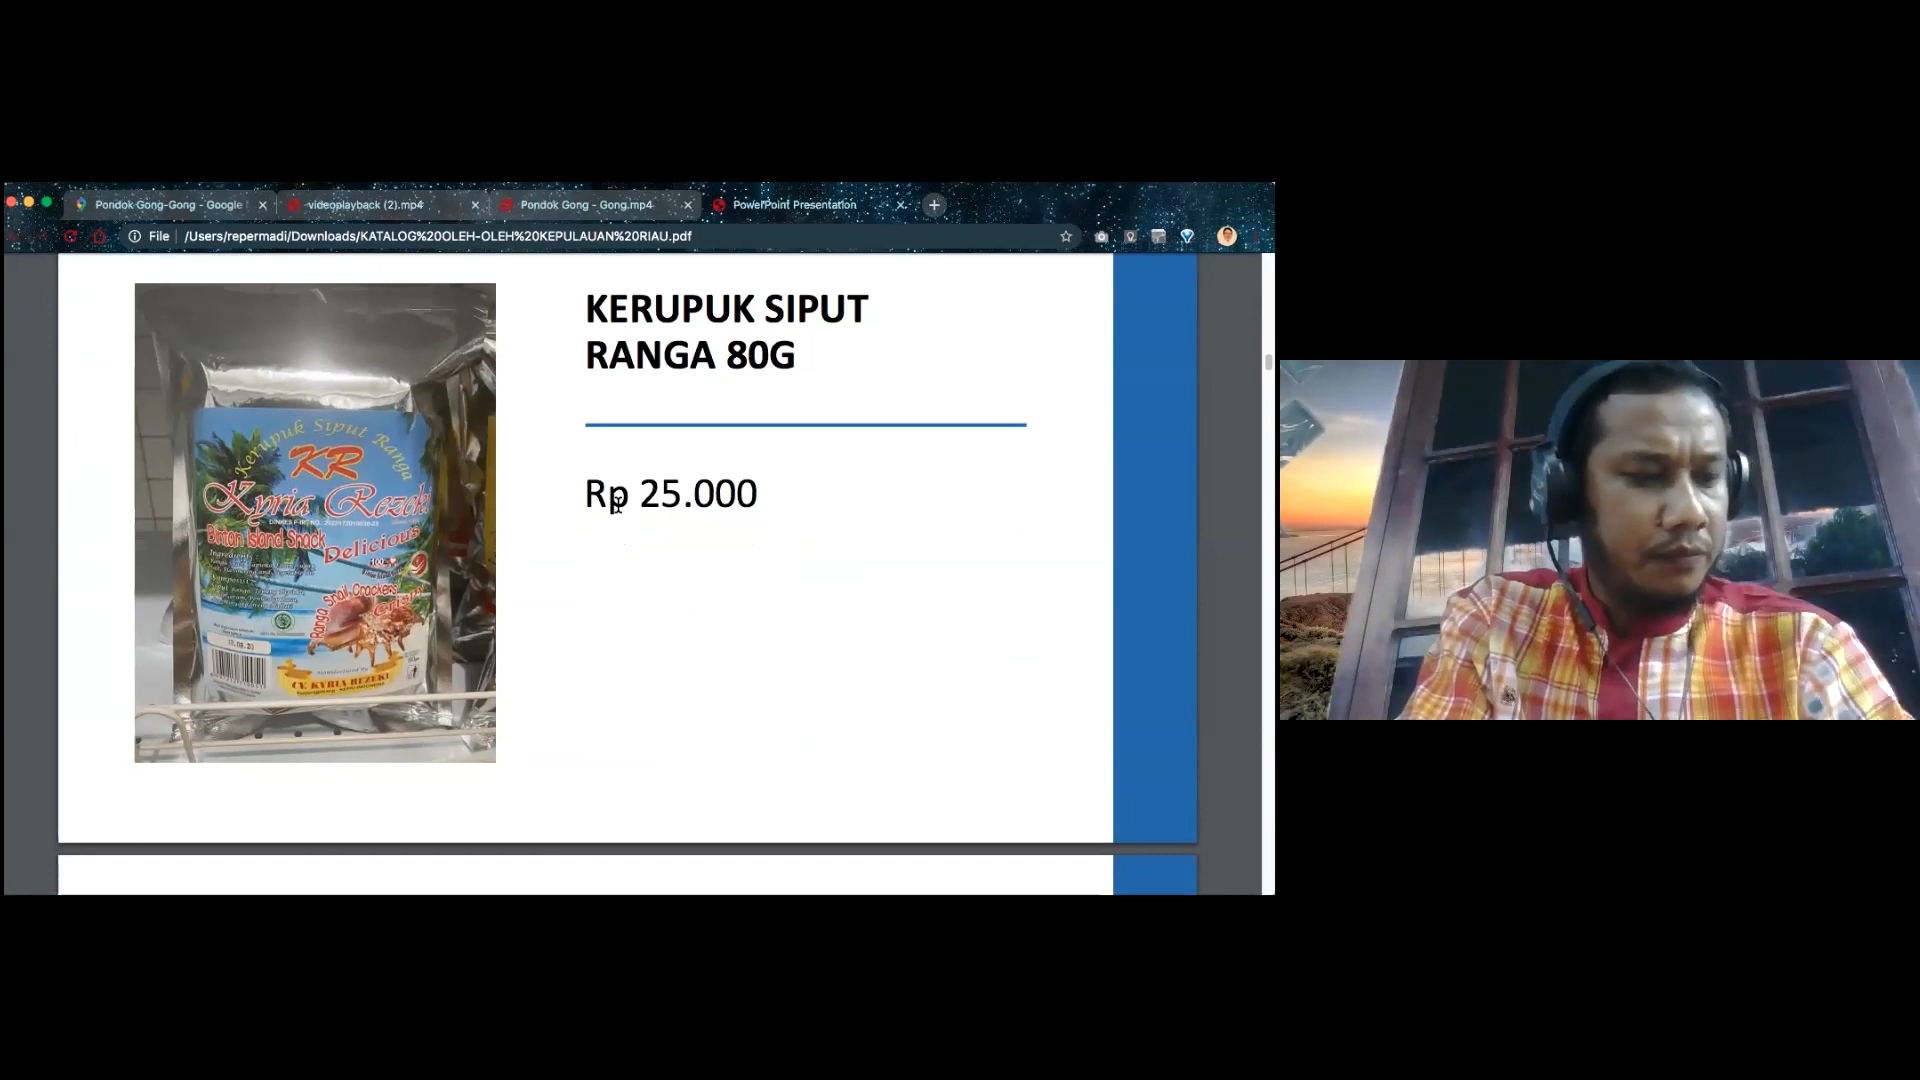 Pondok Gong-Gong - Google
videoplayback (2).mp4
Pondok Gong - Gong.mp4
PowerPoint Presentation
File
/Users/repermadi/Downloads/KATALOG%20OLEH-OLEH%20KEPULAUAN%20RIAU.pdf
KERUPUK SIPUT
RANGA 80G
Rp 25.000
Kerupuk Siput Ranga
KR
Kyria Rezeki
Bintan Island Snack
Delicious
Ingredients
Ranga Snail Crackers
CV. KYRIA REZEKI